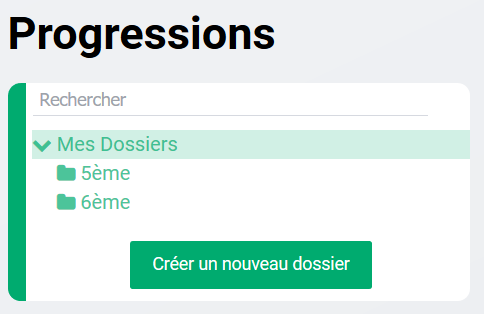 Progressions
Rechercher
Mes Dossiers
5ème
6ème
Créer un nouveau dossier